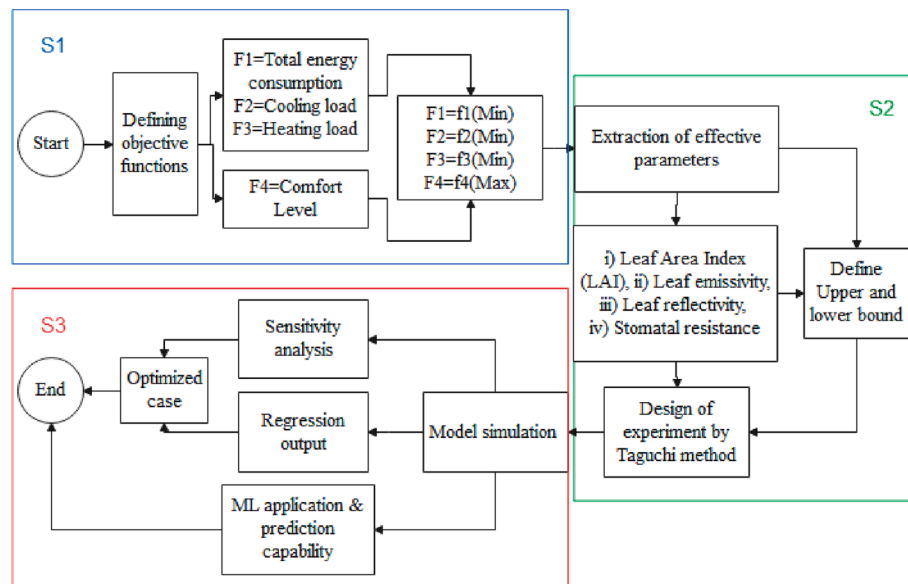 S1
Start
Defining
objective
functions
F1=Total energy
consumption
F2=Cooling load
F3=Heating load
F4=Comfort
Level
F1=f1(Min)
F2=f2(Min)
F3=f3(Min)
F4=f4(Max)
S2
Extraction of effective
parameters
i) Leaf Area Index
(LAI), ii) Leaf emissivity,
iii) Leaf reflectivity,
iv) Stomatal resistance
Define
Upper and
lower bound
Design of
experiment by
Taguchi method
S3
Model simulation
Sensitivity
analysis
Regression
output
ML application &
prediction
capability
Optimized
case
End